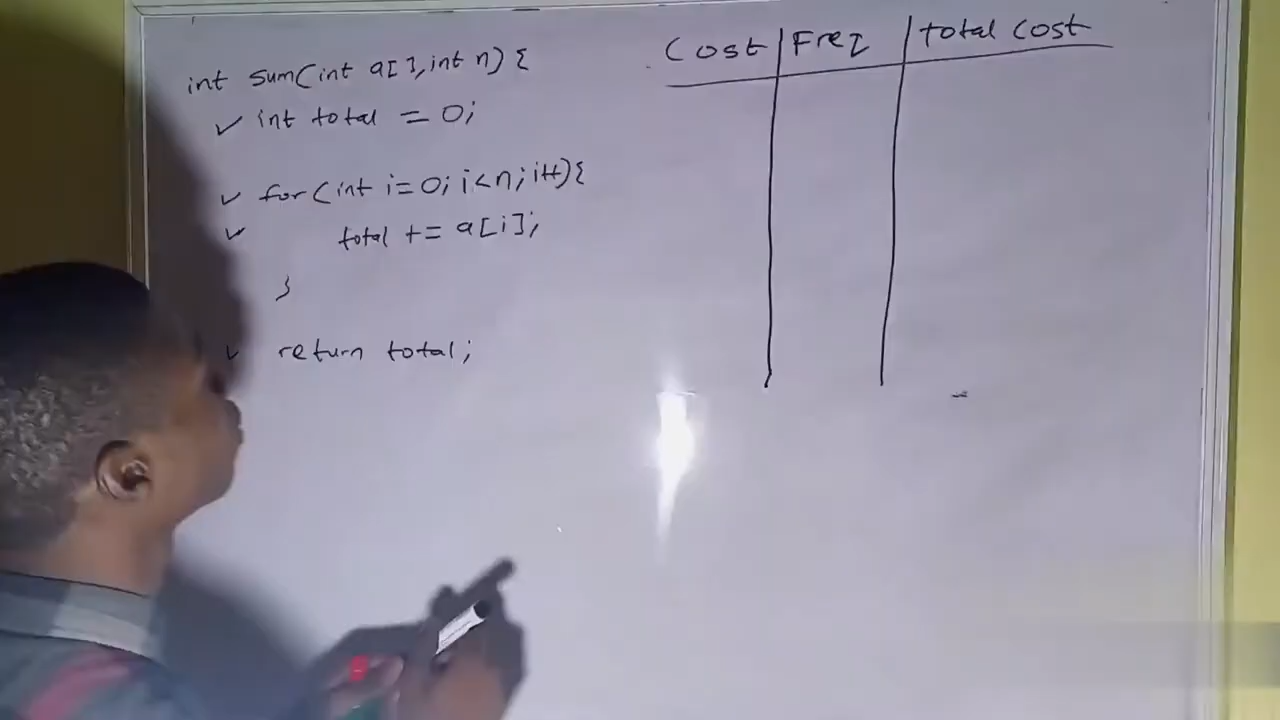 int sum(int a[], int n) {
✓ int total = 0;
✓ for(int i=0; i<n; i++){
✓ total += a[i];
}
✓ return total;
Cost | Freq | total cost